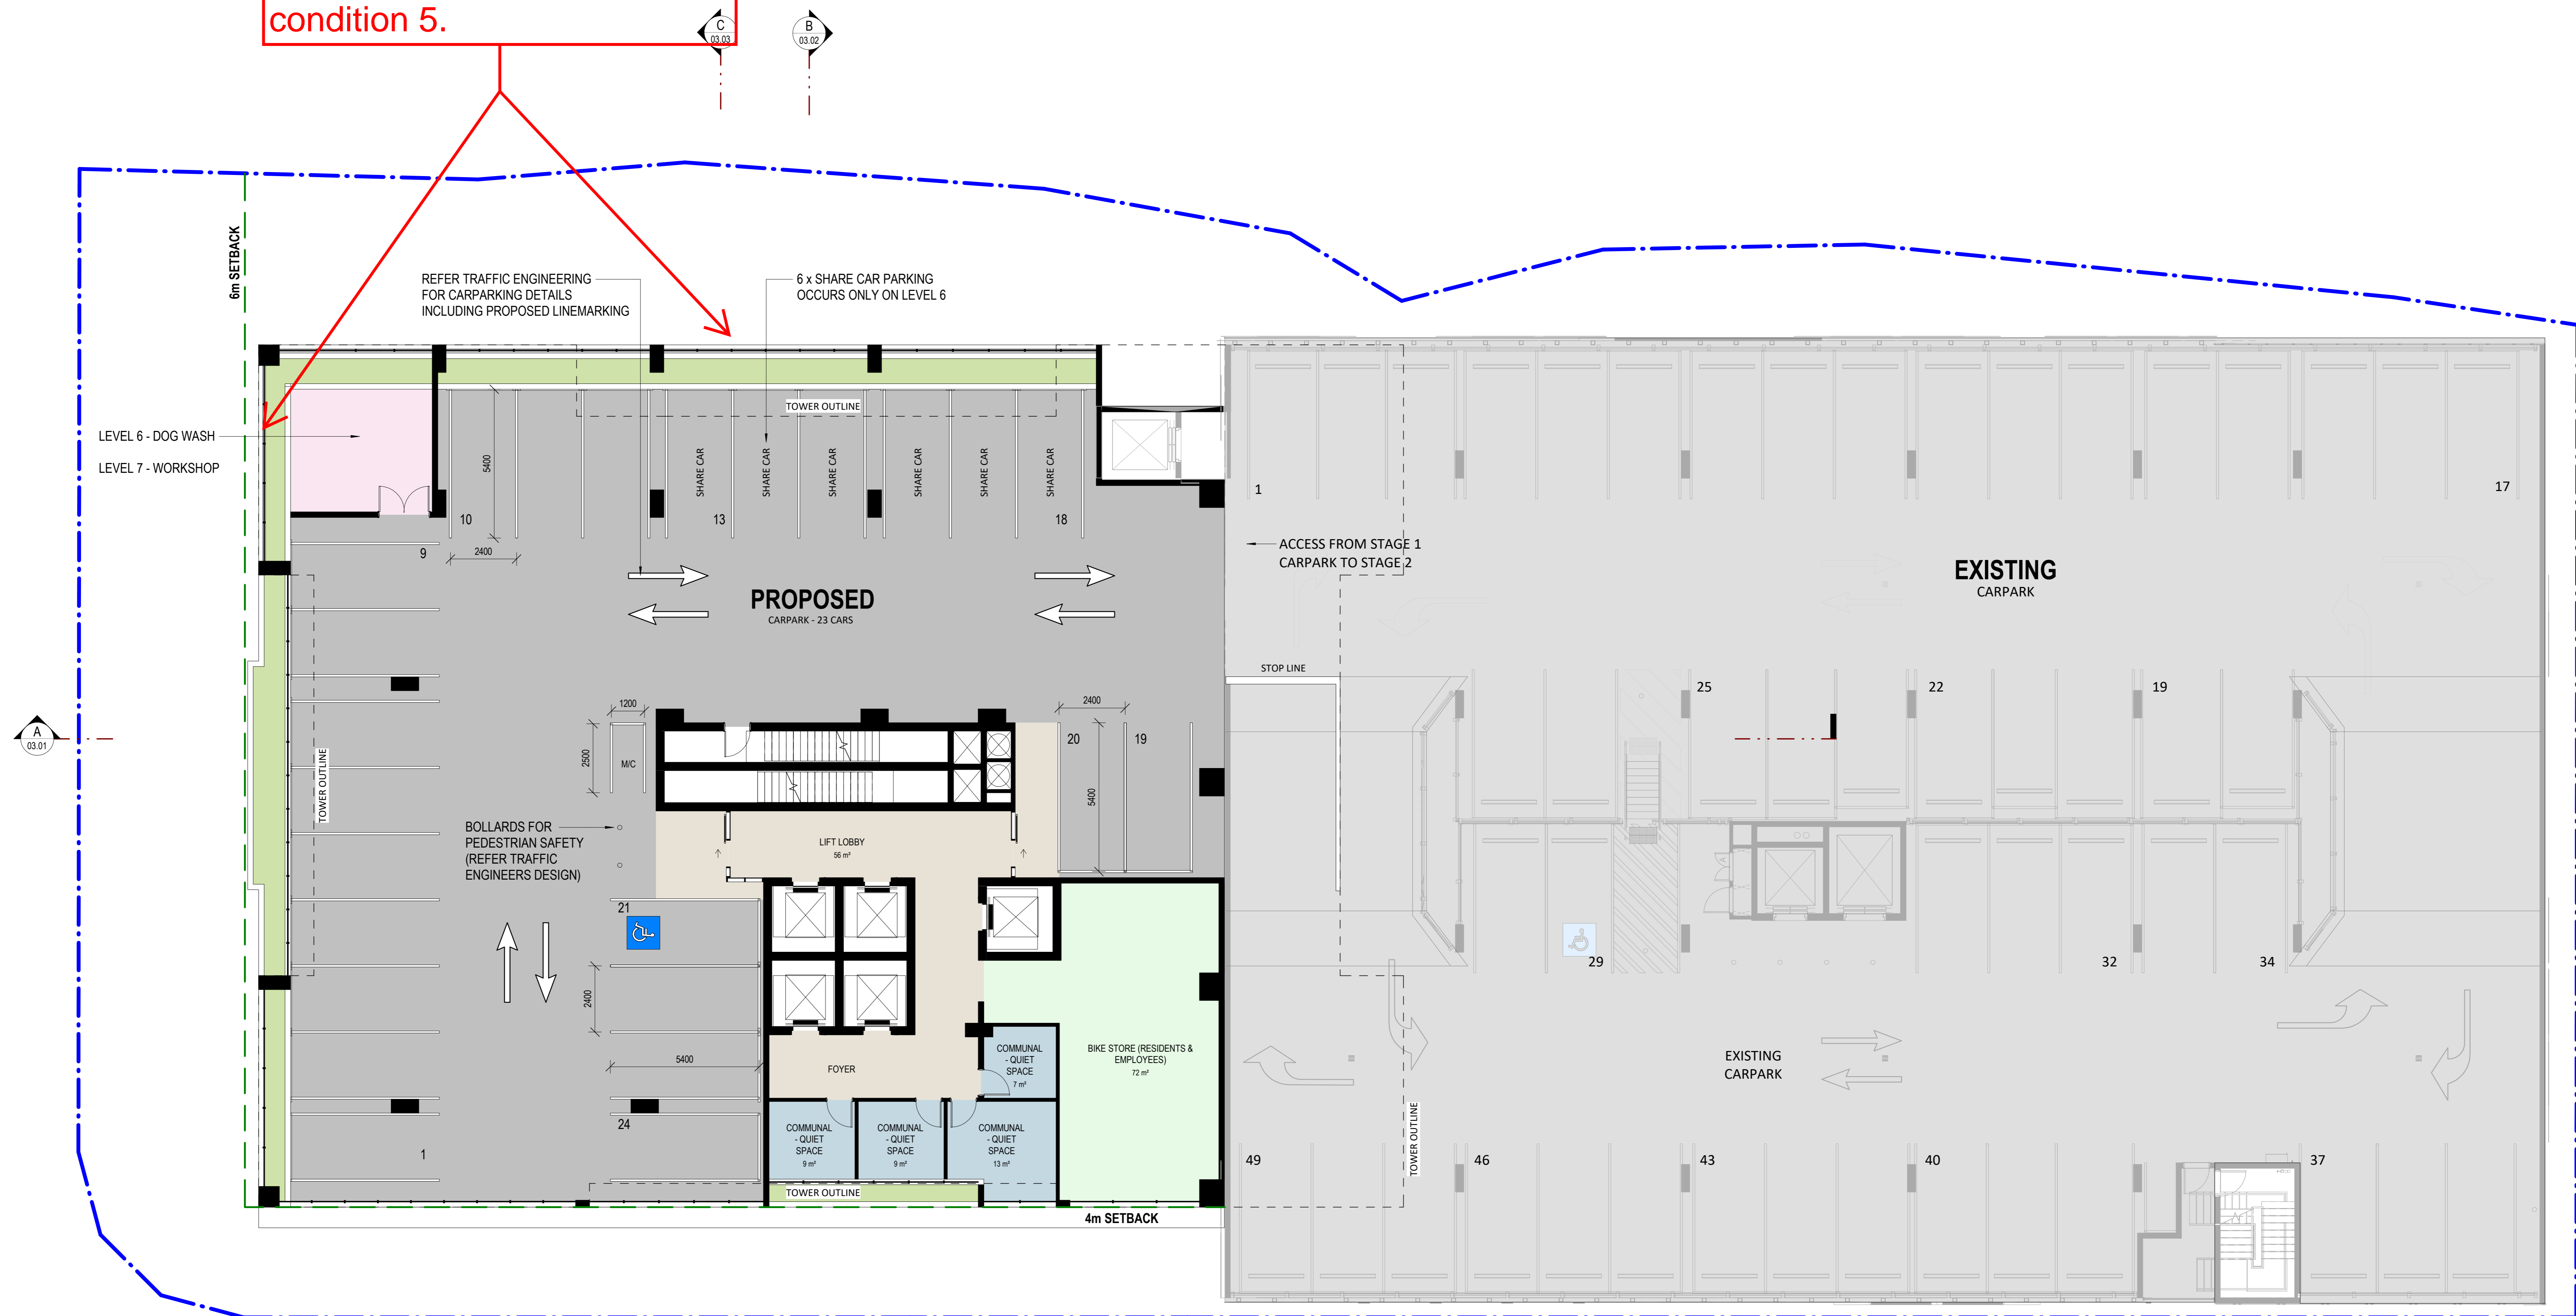 condition 5.
C
03.03
B
03.02
6m SETBACK
REFER TRAFFIC ENGINEERING
FOR CARPARKING DETAILS
INCLUDING PROPOSED LINEMARKING
6 x SHARE CAR PARKING
OCCURS ONLY ON LEVEL 6
TOWER OUTLINE
LEVEL 6 - DOG WASH
LEVEL 7 - WORKSHOP
5400
SHARE CAR
SHARE CAR
SHARE CAR
SHARE CAR
SHARE CAR
SHARE CAR
1
17
10
13
18
9
2400
ACCESS FROM STAGE 1
CARPARK TO STAGE 2
PROPOSED
CARPARK - 23 CARS
EXISTING
CARPARK
STOP LINE
25
22
19
A
03.01
1200
2500
M/C
2400
20
19
5400
TOWER OUTLINE
BOLLARDS FOR
PEDESTRIAN SAFETY
(REFER TRAFFIC
ENGINEERS DESIGN)
LIFT LOBBY
56 m²
21
29
32
34
2400
5400
FOYER
COMMUNAL
- QUIET
SPACE
7 m²
BIKE STORE (RESIDENTS &
EMPLOYEES)
72 m²
EXISTING
CARPARK
24
1
COMMUNAL
- QUIET
SPACE
9 m²
COMMUNAL
- QUIET
SPACE
9 m²
COMMUNAL
- QUIET
SPACE
13 m²
TOWER OUTLINE
49
46
43
40
37
TOWER OUTLINE
4m SETBACK